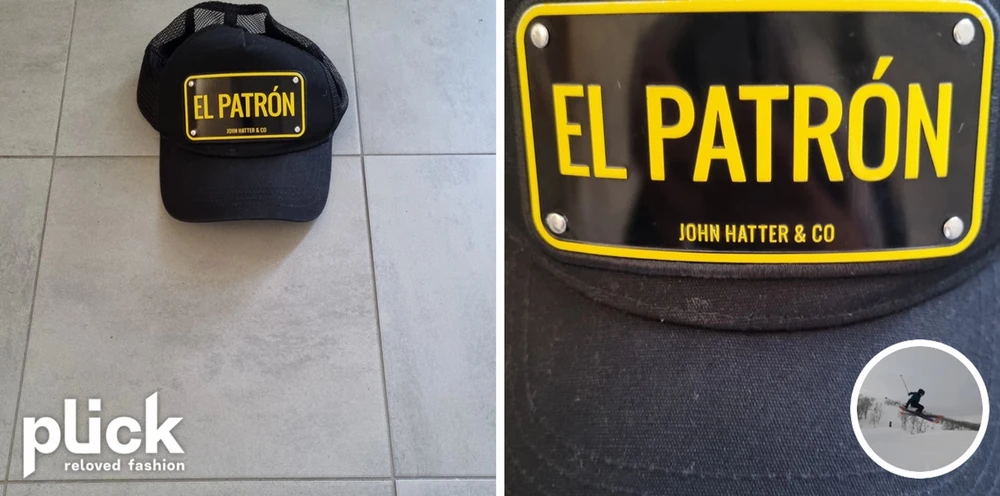 EL PATRÓN
JOHN HATTER & CO
plick
reloved fashion
EL PATRÓN
JOHN HATTER & CO